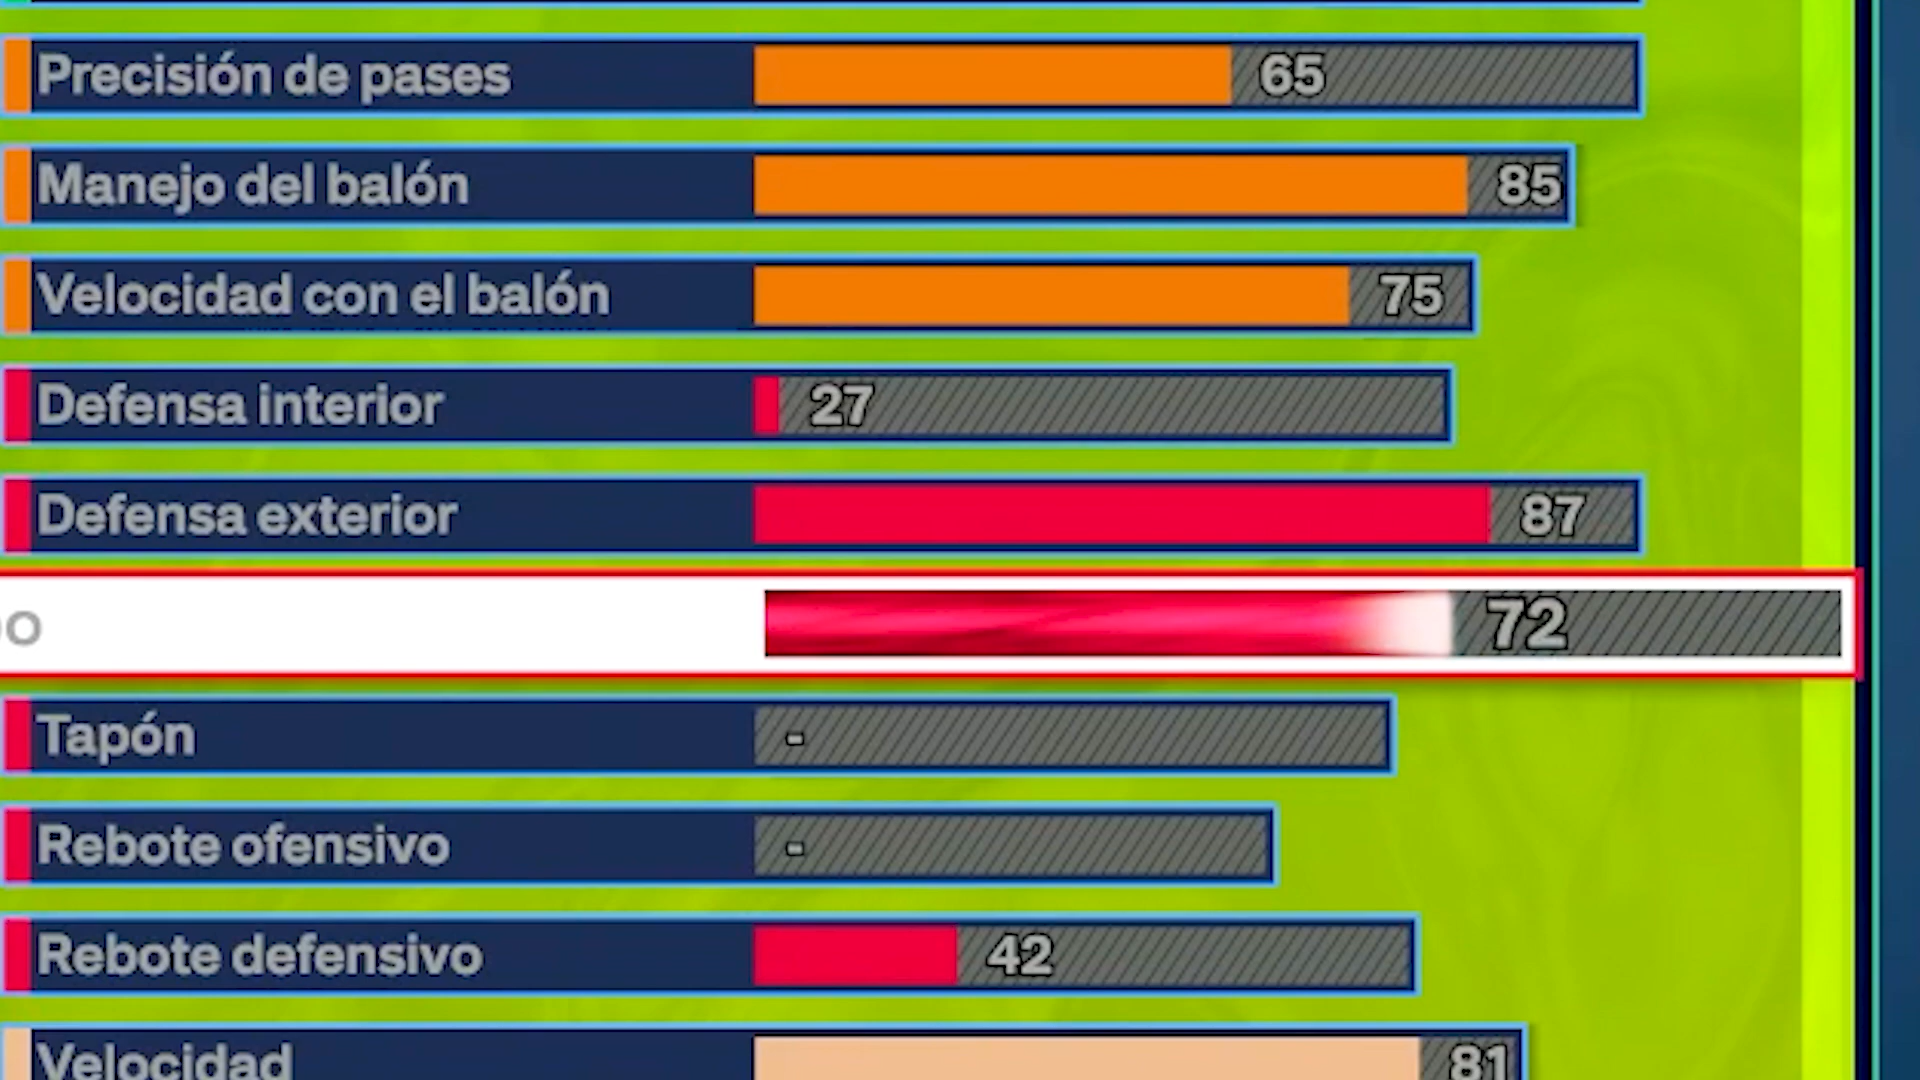 Precisión de pases 65
Manejo del balón 85
Velocidad con el balón 75
Defensa interior 27
Defensa exterior 87
72
Tapón -
Rebote ofensivo -
Rebote defensivo 42
Velocidad 81